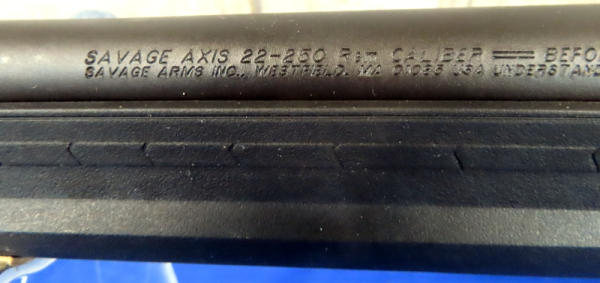 SAVAGE AXIS 22-250 Rem CALIBER == BEFO
SAVAGE ARMS INC., WESTFIELD, MA 01085 USA UNDERSTAND